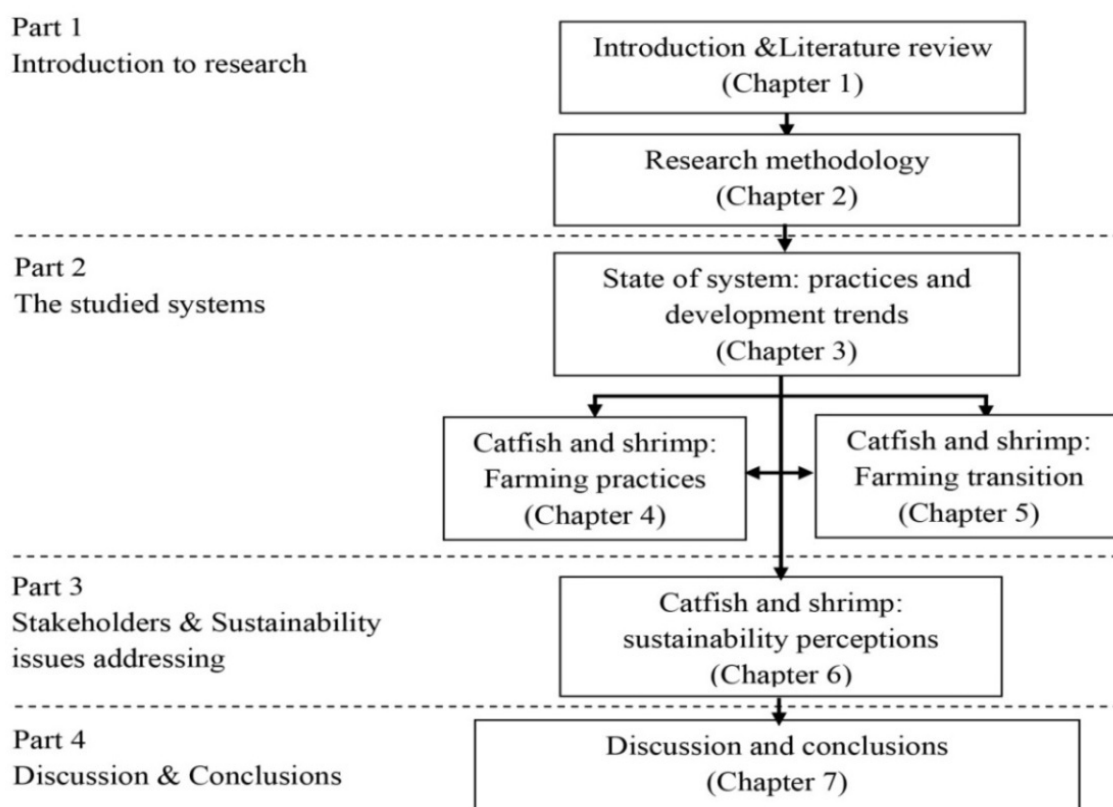 Part 1
Introduction to research
Introduction &Literature review
(Chapter 1)
Research methodology
(Chapter 2)
Part 2
The studied systems
State of system: practices and
development trends
(Chapter 3)
Catfish and shrimp:
Farming practices
(Chapter 4)
Catfish and shrimp:
Farming transition
(Chapter 5)
Part 3
Stakeholders & Sustainability
issues addressing
Catfish and shrimp:
sustainability perceptions
(Chapter 6)
Part 4
Discussion & Conclusions
Discussion and conclusions
(Chapter 7)